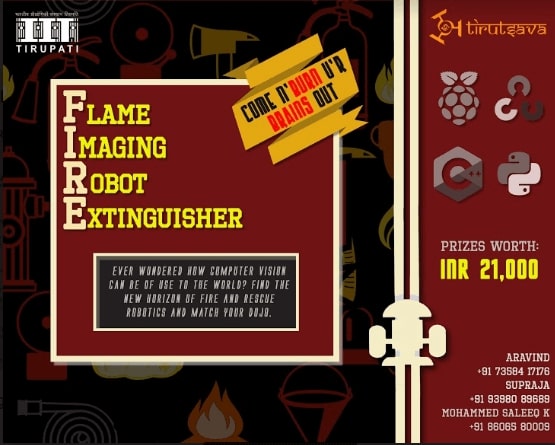 भारतीय प्रौद्योगिकी संस्थान तिरुपति
TIRUPATI
tirutsava
COME N' BURN U'R
BRAINS OUT
FLAME
IMAGING
ROBOT
EXTINGUISHER
EVER WONDERED HOW COMPUTER VISION
CAN BE OF USE TO THE WORLD? FIND THE
NEW HORIZON OF FIRE AND RESCUE
ROBOTICS AND MATCH YOUR DOJO.
C++
PRIZES WORTH:
INR 21,000
ARAVIND
+91 73584 17176
SUPRAJA
+91 93980 89689
MOHAMMED SALEEQ K
+91 86065 80009